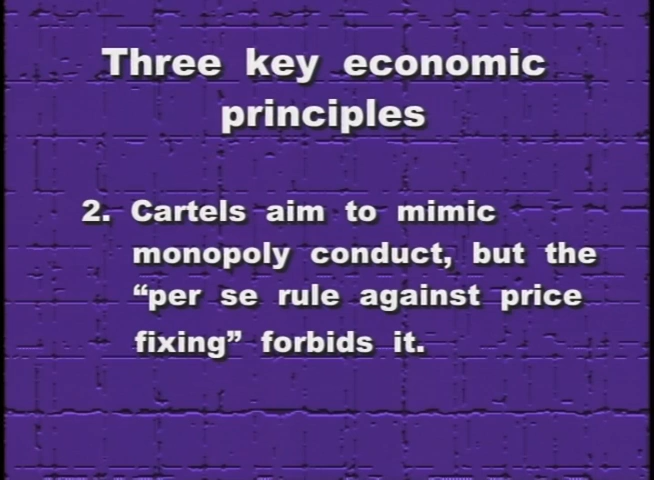 Three key economic
principles
2. Cartels aim to mimic
monopoly conduct, but the
“per se rule against price
fixing” forbids it.